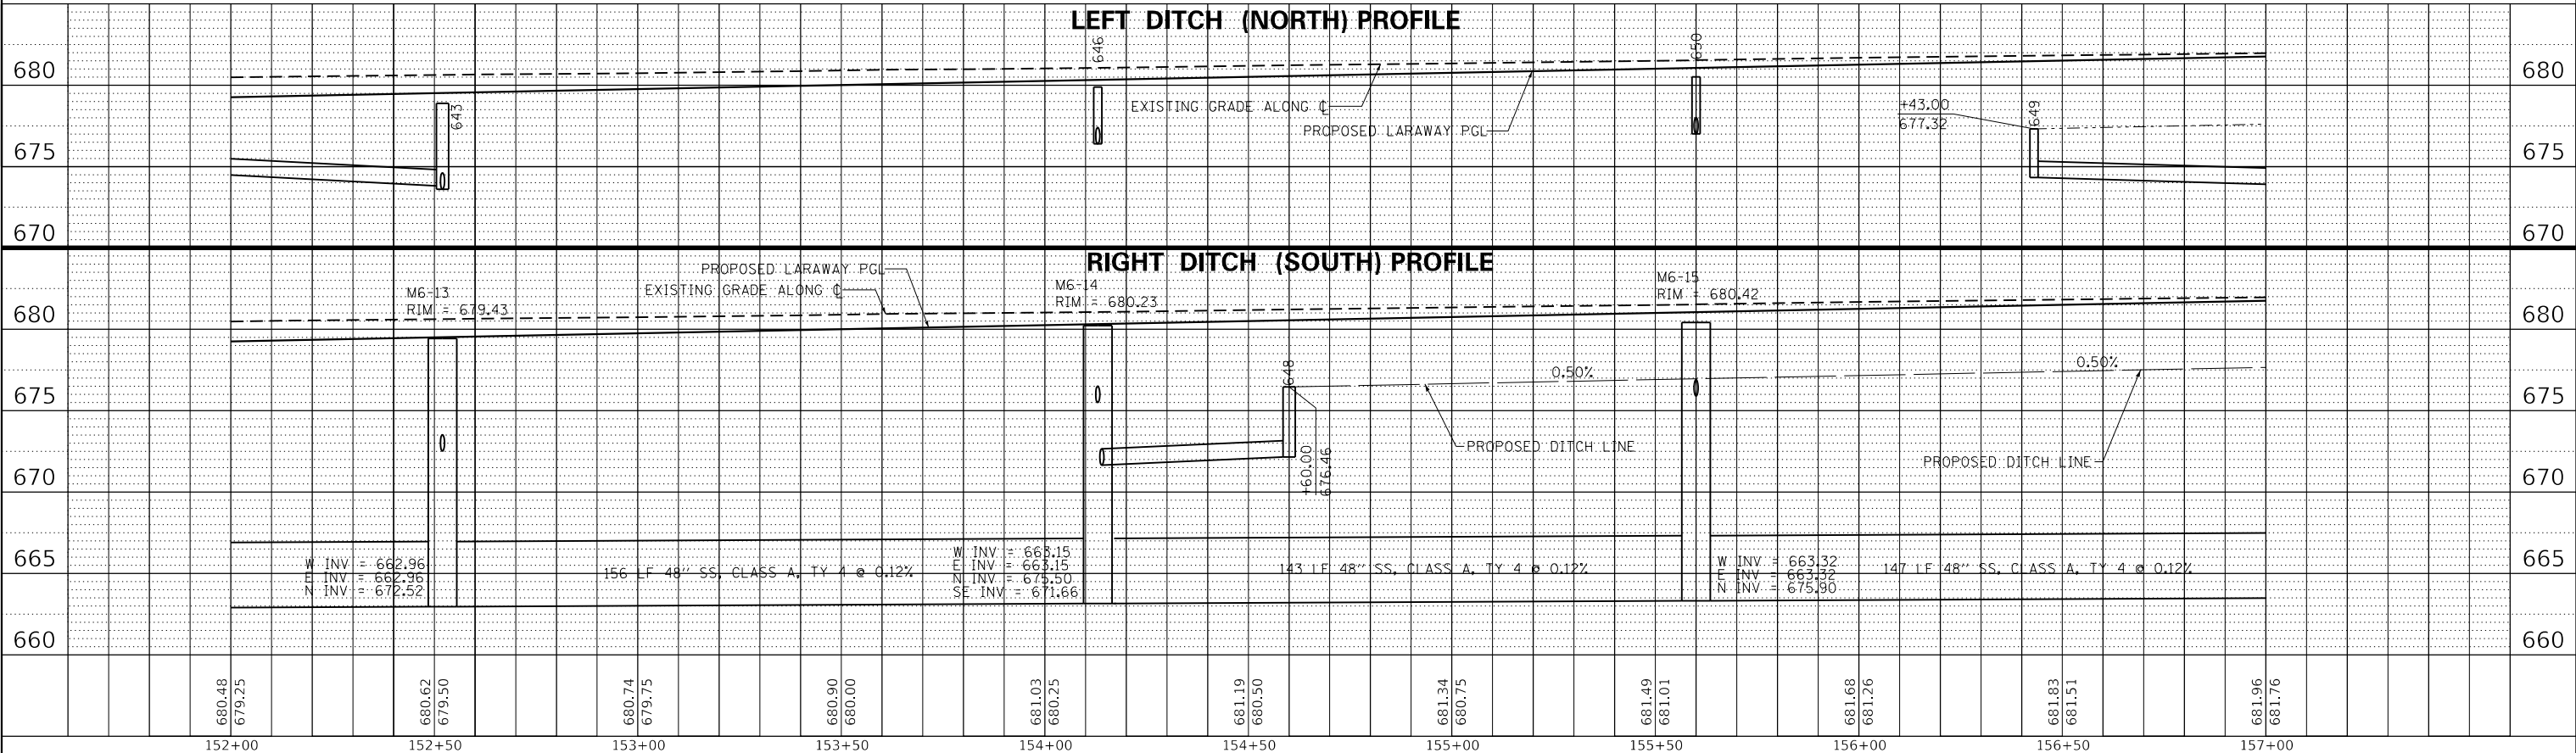 LEFT DITCH (NORTH) PROFILE
646
650
680
680
643
EXISTING GRADE ALONG ℄
PROPOSED LARAWAY PGL
+43.00
677.32
649
675
675
670
670
RIGHT DITCH (SOUTH) PROFILE
PROPOSED LARAWAY PGL
EXISTING GRADE ALONG ℄
M6-13
RIM = 679.43
M6-14
RIM = 680.23
M6-15
RIM = 680.42
680
680
648
0.50%
0.50%
675
675
PROPOSED DITCH LINE
PROPOSED DITCH LINE
+60.00
676.46
670
670
W INV = 662.96
E INV = 662.96
N INV = 672.52
156 LF 48'' SS, CLASS A, TY 4 @ 0.12%
W INV = 663.15
E INV = 663.15
N INV = 675.50
SE INV = 671.66
143 LF 48'' SS, CLASS A, TY 4 @ 0.12%
W INV = 663.32
E INV = 663.32
N INV = 675.90
147 LF 48'' SS, CLASS A, TY 4 @ 0.12%
665
665
660
660
680.48
679.25
680.62
679.50
680.74
679.75
680.90
680.00
681.03
680.25
681.19
680.50
681.34
680.75
681.49
681.01
681.68
681.26
681.83
681.51
681.96
681.76
152+00
152+50
153+00
153+50
154+00
154+50
155+00
155+50
156+00
156+50
157+00